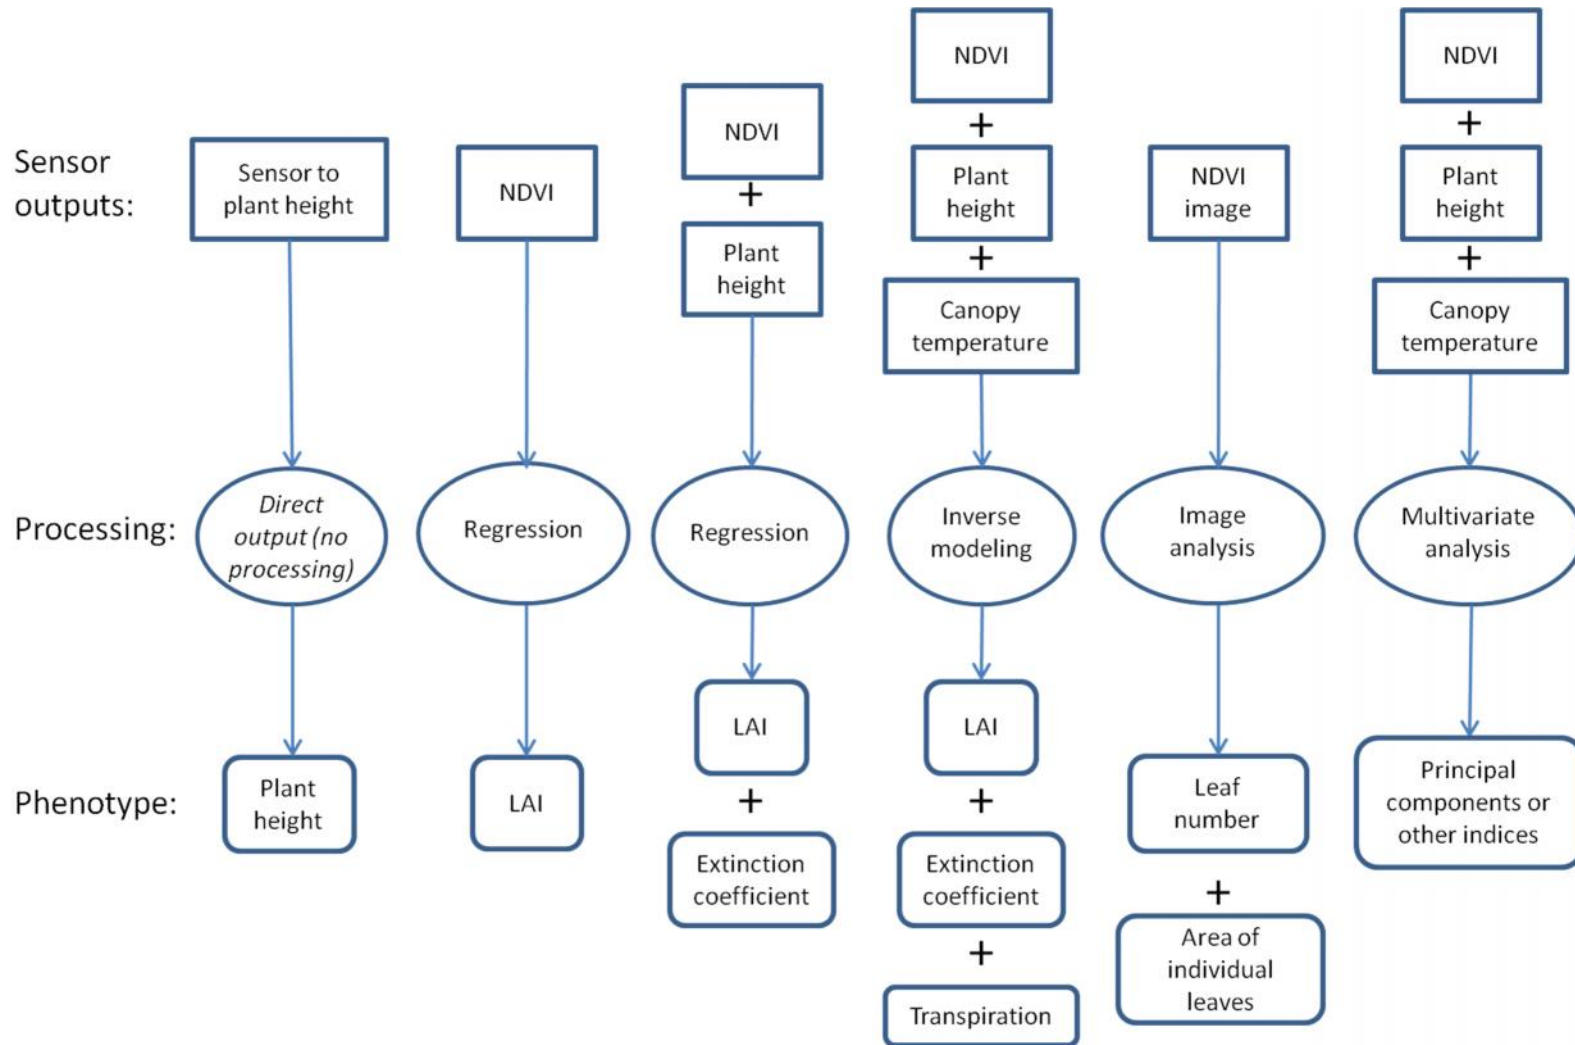 Sensor
outputs:
Sensor to
plant height
NDVI
NDVI
+
Plant
height
NDVI
+
Plant
height
+
Canopy
temperature
NDVI
image
NDVI
+
Plant
height
+
Canopy
temperature
Processing:
Direct
output (no
processing)
Regression
Regression
Inverse
modeling
Image
analysis
Multivariate
analysis
Phenotype:
Plant
height
LAI
LAI
+
Extinction
coefficient
LAI
+
Extinction
coefficient
+
Transpiration
Leaf
number
+
Area of
individual
leaves
Principal
components or
other indices